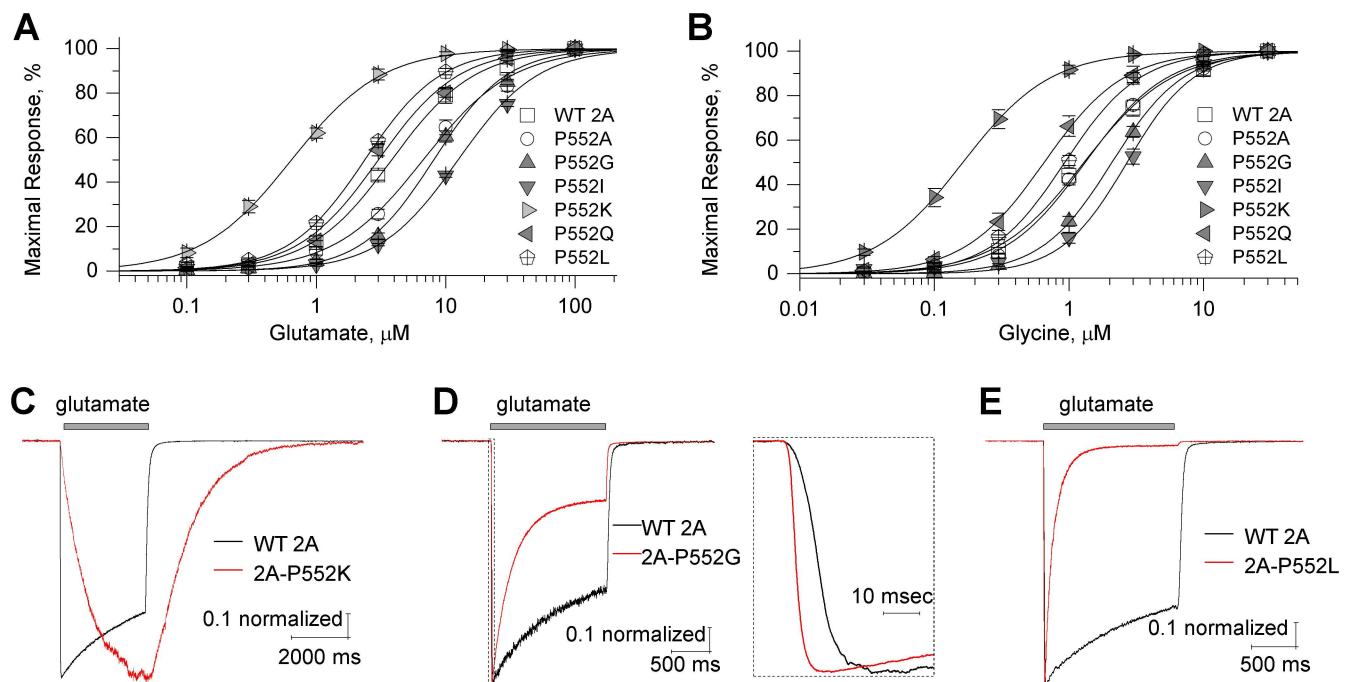 A
Maximal Response, %
100
80
60
40
20
0
0.1
1
10
100
Glutamate, μM
WT 2A
P552A
P552G
P552I
P552K
P552Q
P552L
B
Maximal Response, %
100
80
60
40
20
0
0.01
0.1
1
10
Glycine, μM
WT 2A
P552A
P552G
P552I
P552K
P552Q
P552L
C
glutamate
WT 2A
2A-P552K
0.1 normalized
2000 ms
D
glutamate
WT 2A
2A-P552G
0.1 normalized
500 ms
10 msec
E
glutamate
WT 2A
2A-P552L
0.1 normalized
500 ms